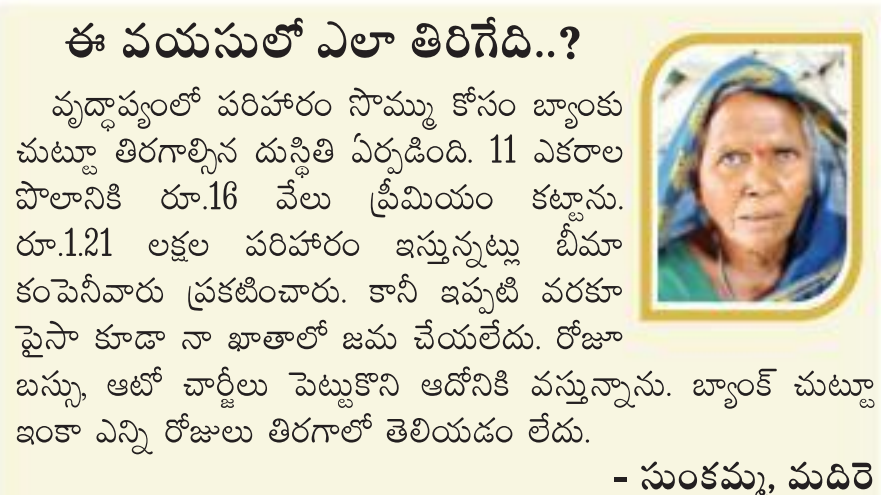 ఈ వయసులో ఎలా తిరిగేది..?
వృద్ధాప్యంలో పరిహారం సొమ్ము కోసం బ్యాంకు
చుట్టూ తిరగాల్సిన దుస్థితి ఏర్పడింది. 11 ఎకరాల
పొలానికి రూ.16 వేలు ప్రీమియం కట్టాను.
రూ.1.21 లక్షల పరిహారం ఇస్తున్నట్లు బీమా
కంపెనీవారు ప్రకటించారు. కానీ ఇప్పటి వరకూ
పైసా కూడా నా ఖాతాలో జమ చేయలేదు. రోజూ
బస్సు, ఆటో చార్జీలు పెట్టుకొని ఆదోనికి వస్తున్నాను. బ్యాంక్ చుట్టూ
ఇంకా ఎన్ని రోజులు తిరగాలో తెలియడం లేదు.
- సుంకమ్మ, మదిరె